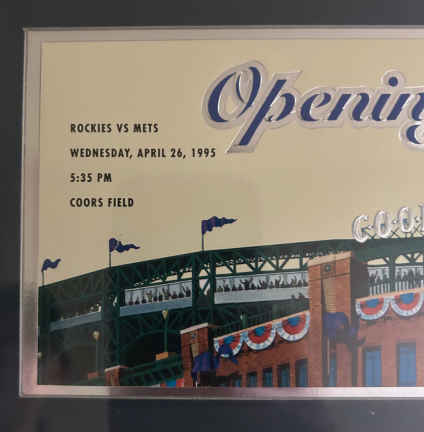 Opening
ROCKIES VS METS
WEDNESDAY, APRIL 26, 1995
5:35 PM
COORS FIELD